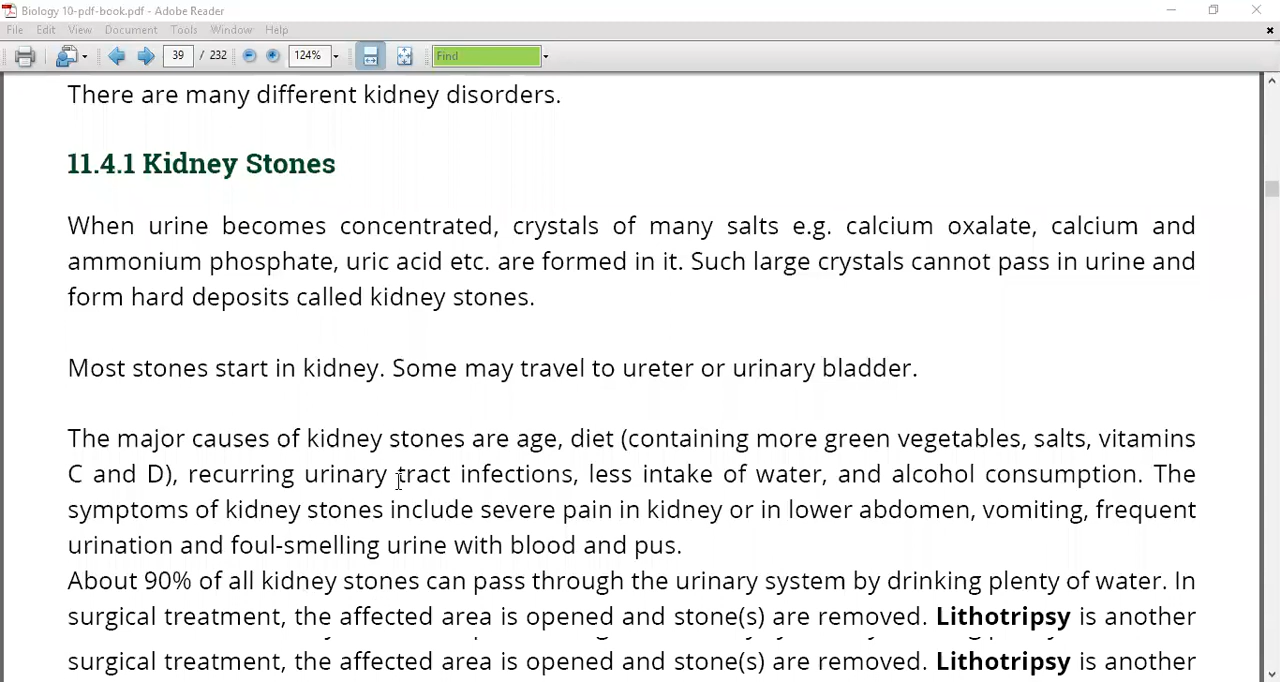 Biology 10-pdf-book.pdf - Adobe Reader
File Edit View Document Tools Window Help
39 / 232 124% Find
There are many different kidney disorders.
11.4.1 Kidney Stones
When urine becomes concentrated, crystals of many salts e.g. calcium oxalate, calcium and
ammonium phosphate, uric acid etc. are formed in it. Such large crystals cannot pass in urine and
form hard deposits called kidney stones.
Most stones start in kidney. Some may travel to ureter or urinary bladder.
The major causes of kidney stones are age, diet (containing more green vegetables, salts, vitamins
C and D), recurring urinary tract infections, less intake of water, and alcohol consumption. The
symptoms of kidney stones include severe pain in kidney or in lower abdomen, vomiting, frequent
urination and foul-smelling urine with blood and pus.
About 90% of all kidney stones can pass through the urinary system by drinking plenty of water. In
surgical treatment, the affected area is opened and stone(s) are removed. Lithotripsy is another
surgical treatment, the affected area is opened and stone(s) are removed. Lithotripsy is another